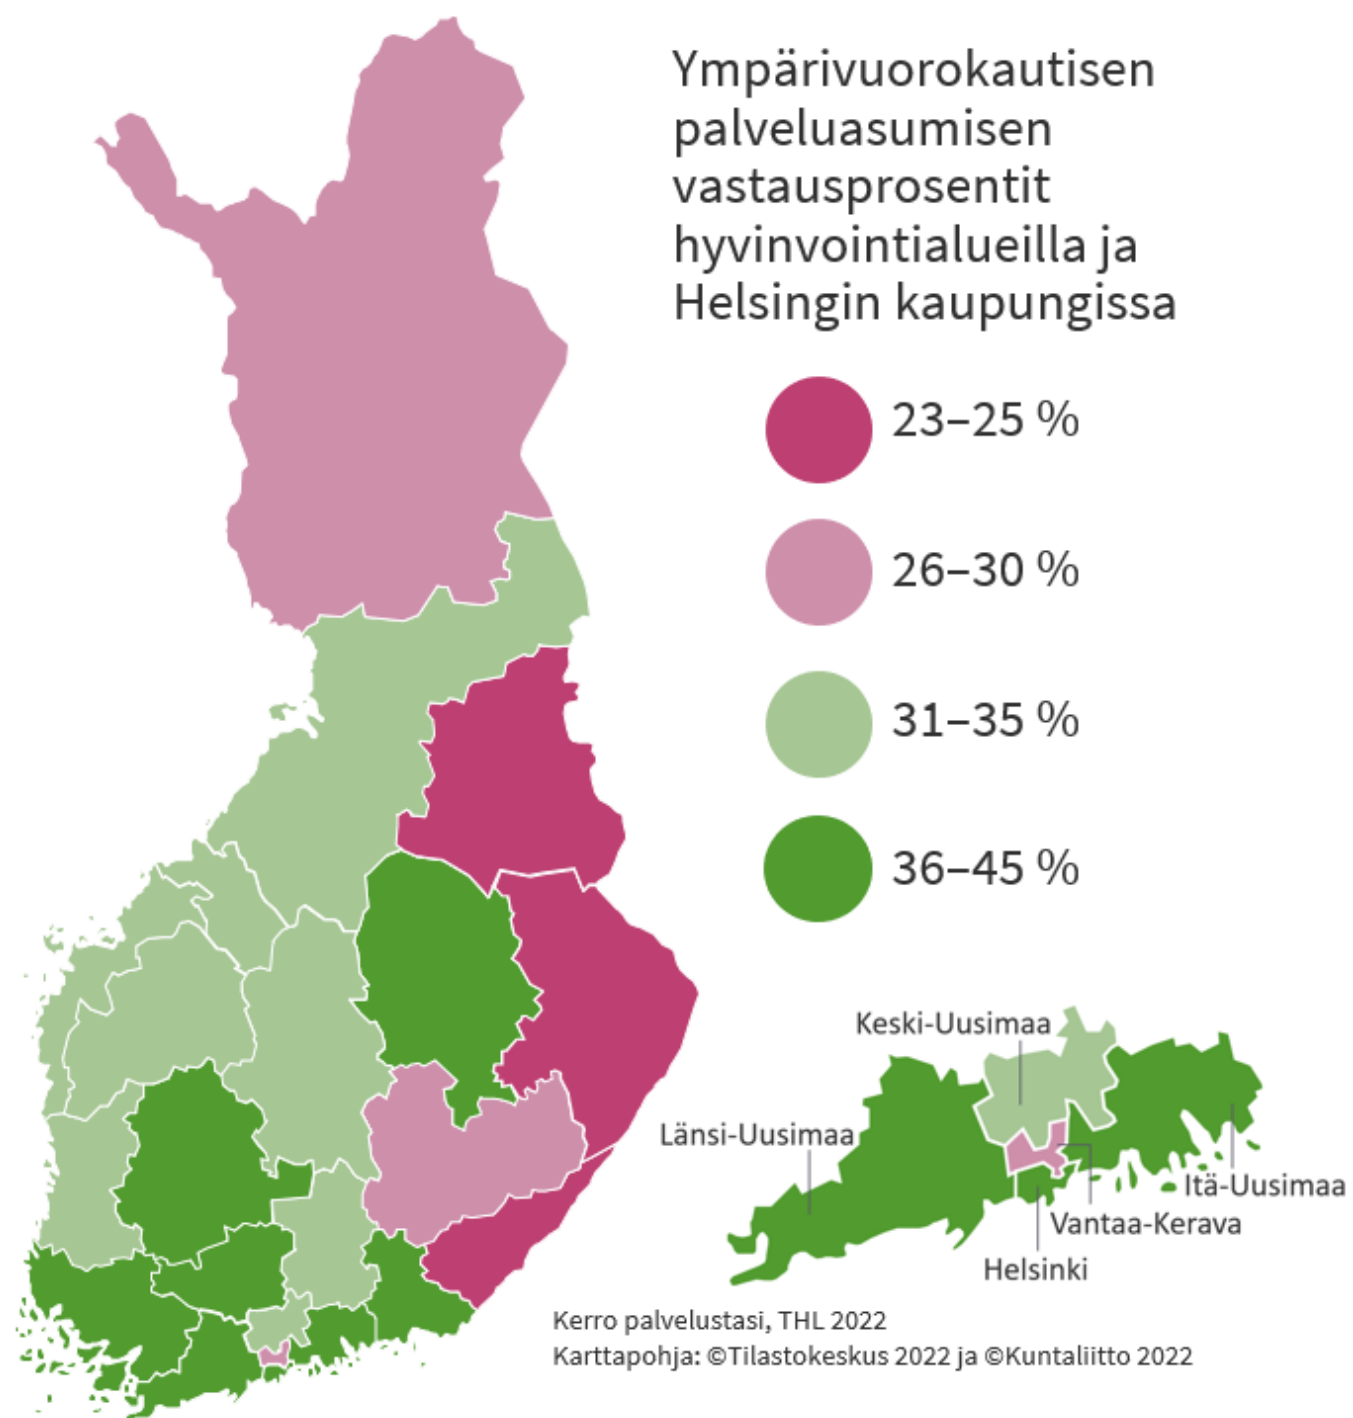 Ympärivuorokautisen
palveluasumisen
vastausprosentit
hyvinvointialueilla ja
Helsingin kaupungissa
23–25 %
26–30 %
31–35 %
36–45 %
Keski-Uusimaa
Länsi-Uusimaa
Itä-Uusimaa
Vantaa-Kerava
Helsinki
Kerro palvelustasi, THL 2022
Karttapohja: ©Tilastokeskus 2022 ja ©Kuntaliitto 2022